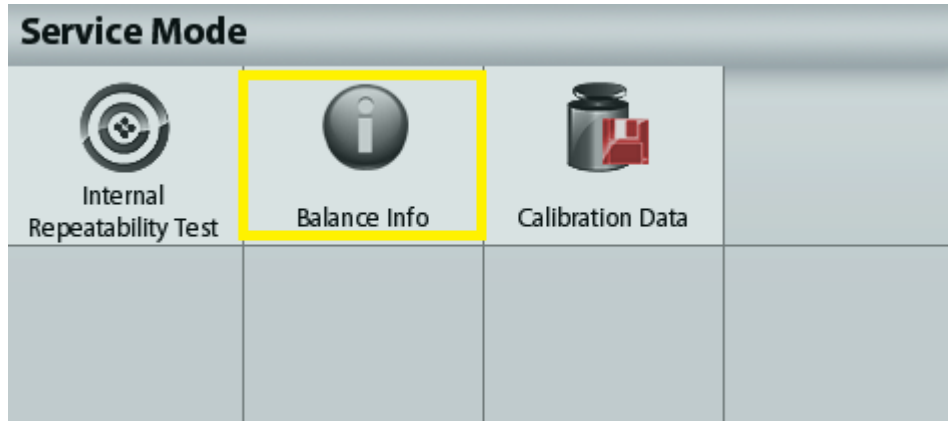 Service Mode
Internal
Repeatability Test
Balance Info
Calibration Data